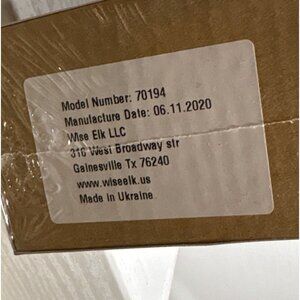 Model Number: 70194
Manufacture Date: 06.11.2020
Wise Elk LLC
316 West Broadway str
Gainesville Tx 76240
www.wiseelk.us
Made in Ukraine